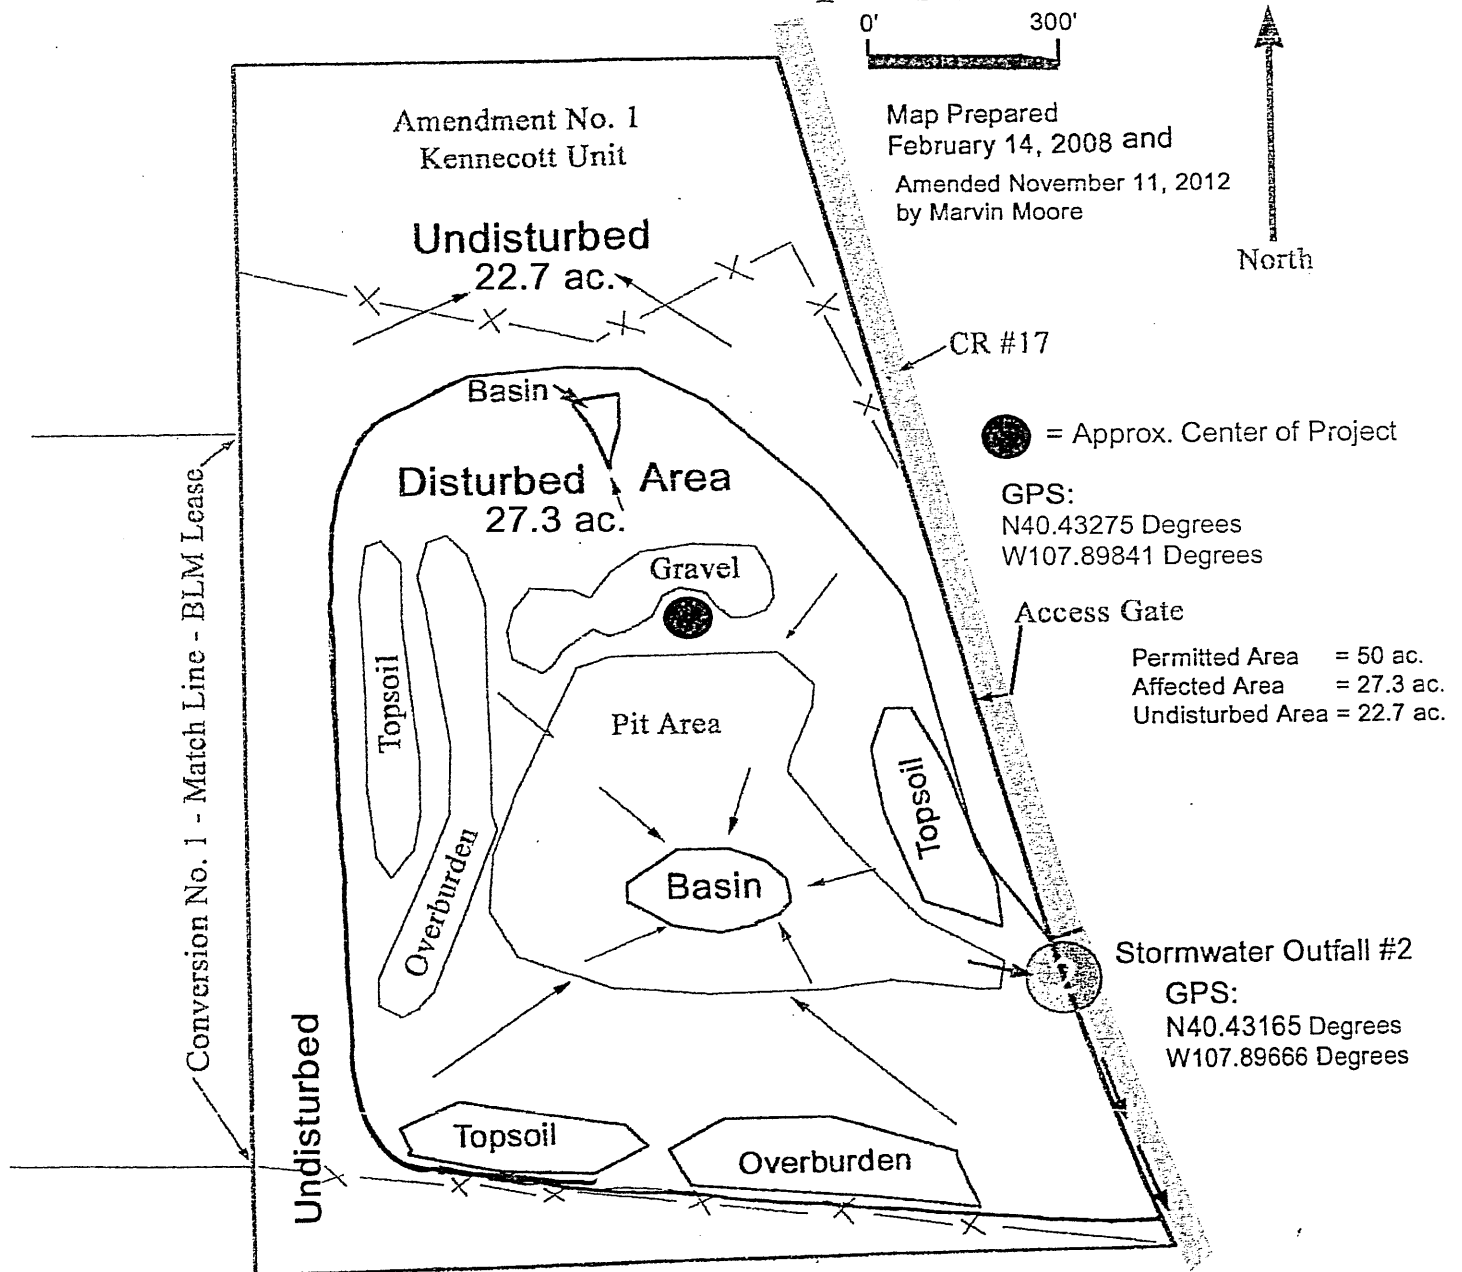 0' 300'
Map Prepared
February 14, 2008 and
Amended November 11, 2012
by Marvin Moore
North
Amendment No. 1
Kennecott Unit
Undisturbed
22.7 ac.
CR #17
Basin
= Approx. Center of Project
Disturbed Area
27.3 ac.
GPS:
N40.43275 Degrees
W107.89841 Degrees
Gravel
Access Gate
Permitted Area = 50 ac.
Affected Area = 27.3 ac.
Undisturbed Area = 22.7 ac.
Conversion No. 1 - Match Line - BLM Lease
Topsoil
Overburden
Pit Area
Topsoil
Basin
Stormwater Outfall #2
GPS:
N40.43165 Degrees
W107.89666 Degrees
Undisturbed
Topsoil
Overburden